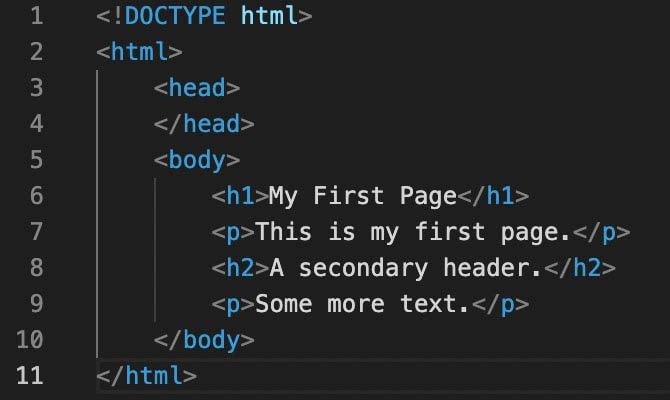 1 <!DOCTYPE html>
2 <html>
3     <head>
4     </head>
5     <body>
6         <h1>My First Page</h1>
7         <p>This is my first page.</p>
8         <h2>A secondary header.</h2>
9         <p>Some more text.</p>
10     </body>
11 </html>